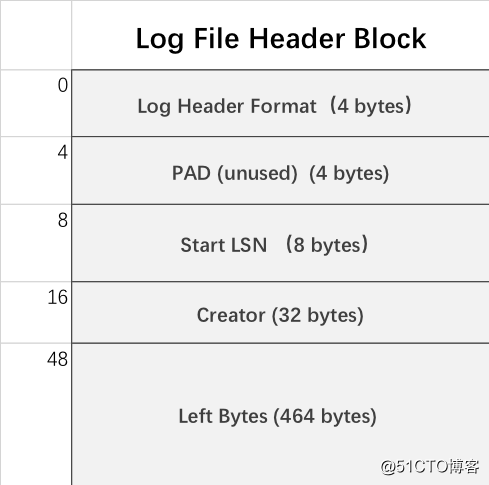 Log File Header Block
0
Log Header Format（4 bytes）
4
PAD (unused) (4 bytes)
8
Start LSN （8 bytes）
16
Creator (32 bytes)
48
Left Bytes (464 bytes)
@51CTO博客